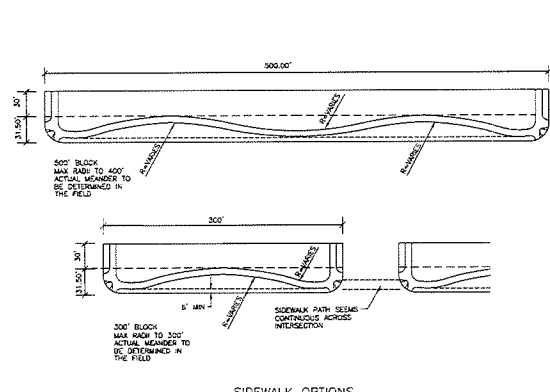 500.00'
30'
31.50'
R=VARIES
R=VARIES
R=VARIES
500' BLOCK
MAX RADII TO 400'
ACTUAL MEANDER TO
BE DETERMINED IN
THE FIELD
300'
30'
31.50'
R=VARIES
R=VARIES
MIN
300' BLOCK
MAX RADII TO 300'
ACTUAL MEANDER TO
BE DETERMINED IN
THE FIELD
SIDEWALK PATH SEEMS
CONTINUOUS ACROSS
INTERSECTION
SIDEWALK OPTIONS